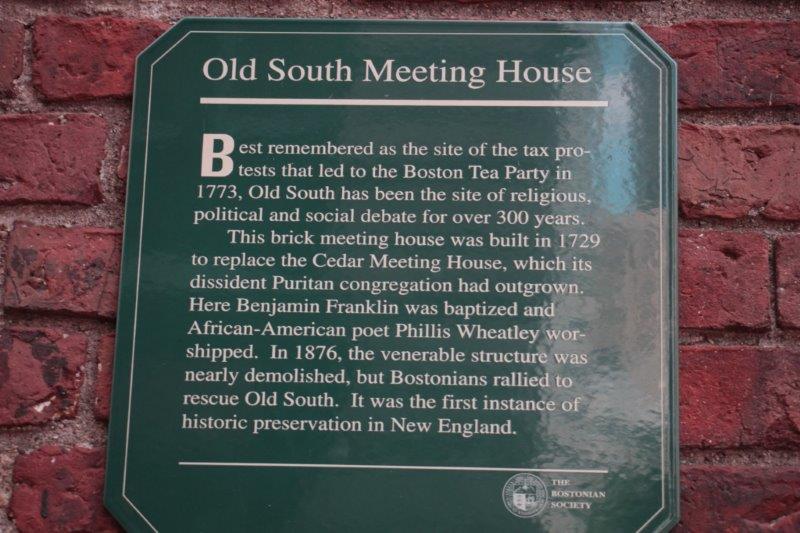 Old South Meeting House
Best remembered as the site of the tax pro-
tests that led to the Boston Tea Party in
1773, Old South has been the site of religious,
political and social debate for over 300 years.
This brick meeting house was built in 1729
to replace the Cedar Meeting House, which its
dissident Puritan congregation had outgrown.
Here Benjamin Franklin was baptized and
African-American poet Phillis Wheatley wor-
shipped. In 1876, the venerable structure was
nearly demolished, but Bostonians rallied to
rescue Old South. It was the first instance of
historic preservation in New England.
THE
BOSTONIAN
SOCIETY